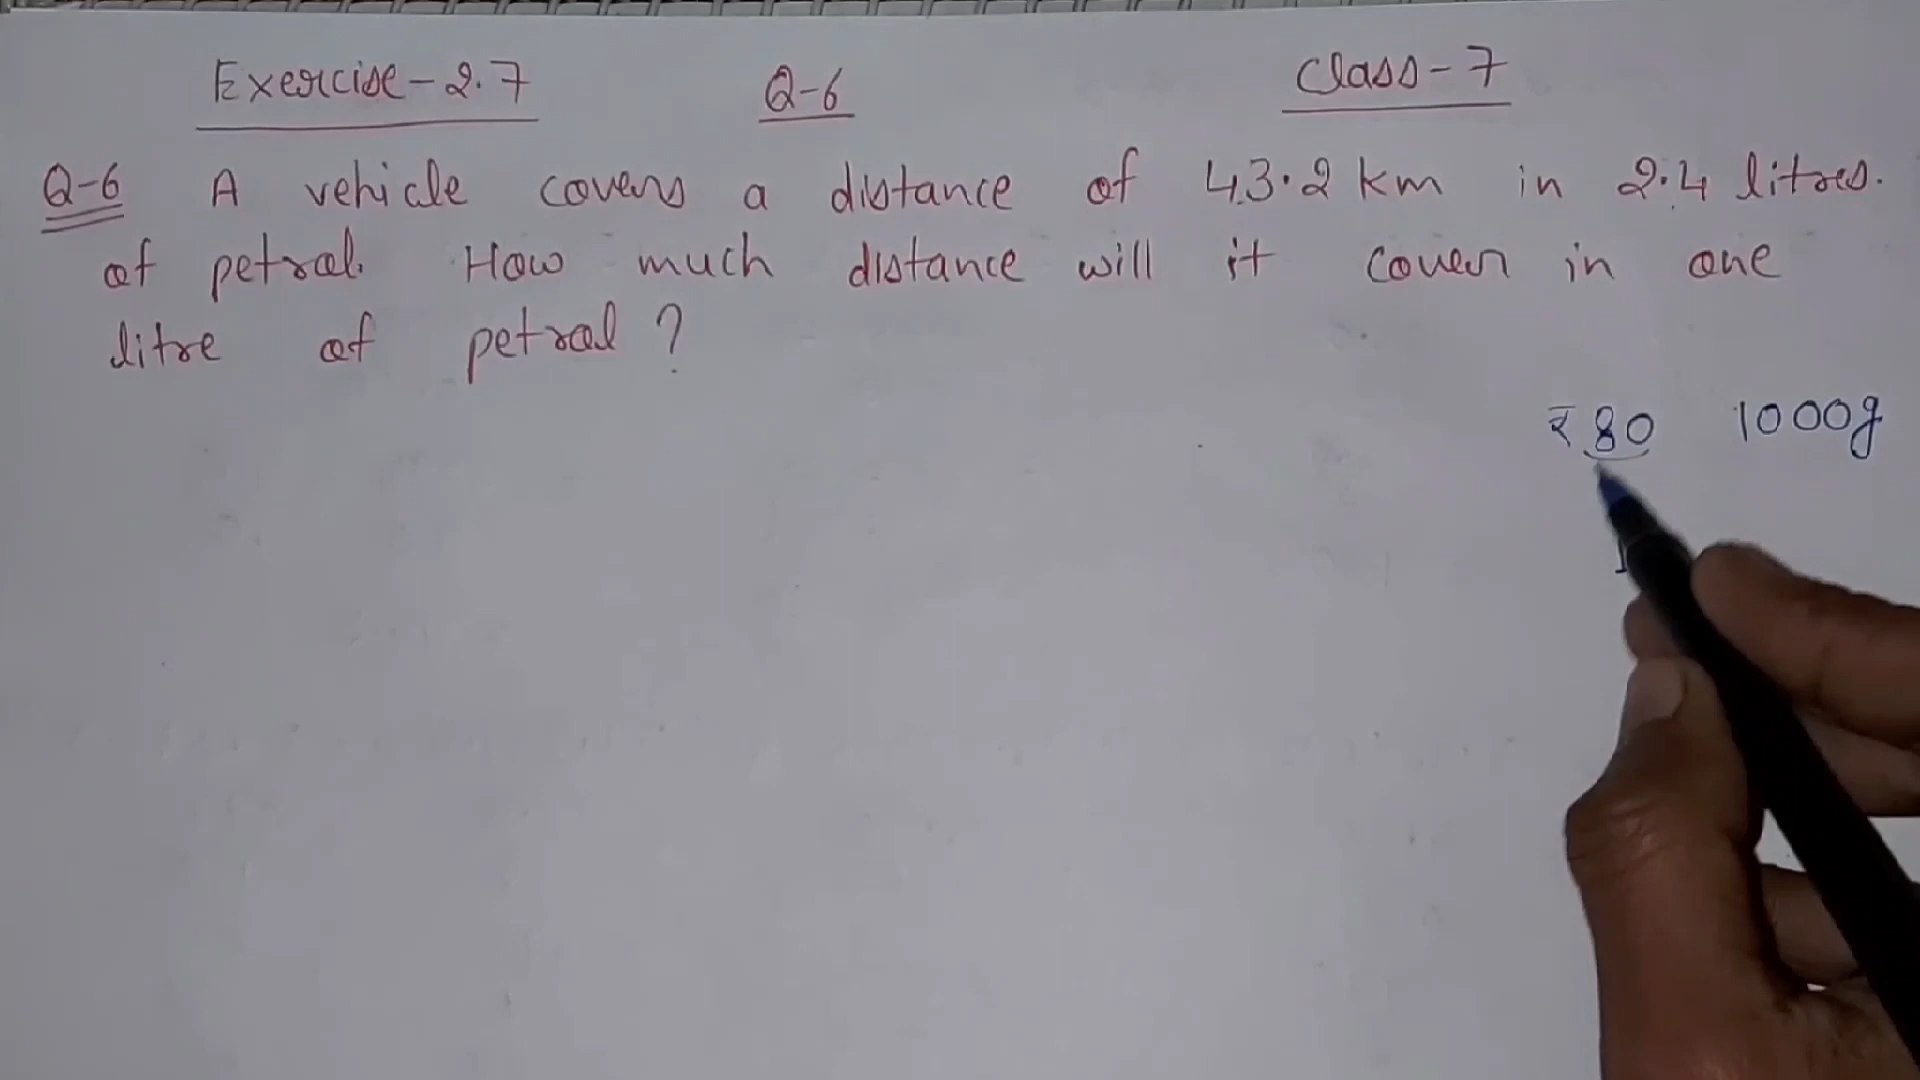 Exercise-2.7 Q-6 Class-7
Q-6 A vehicle covers a distance of 43.2 km in 2.4 litres.
of petrol. How much distance will it cover in one
litre of petrol?
₹80 1000g